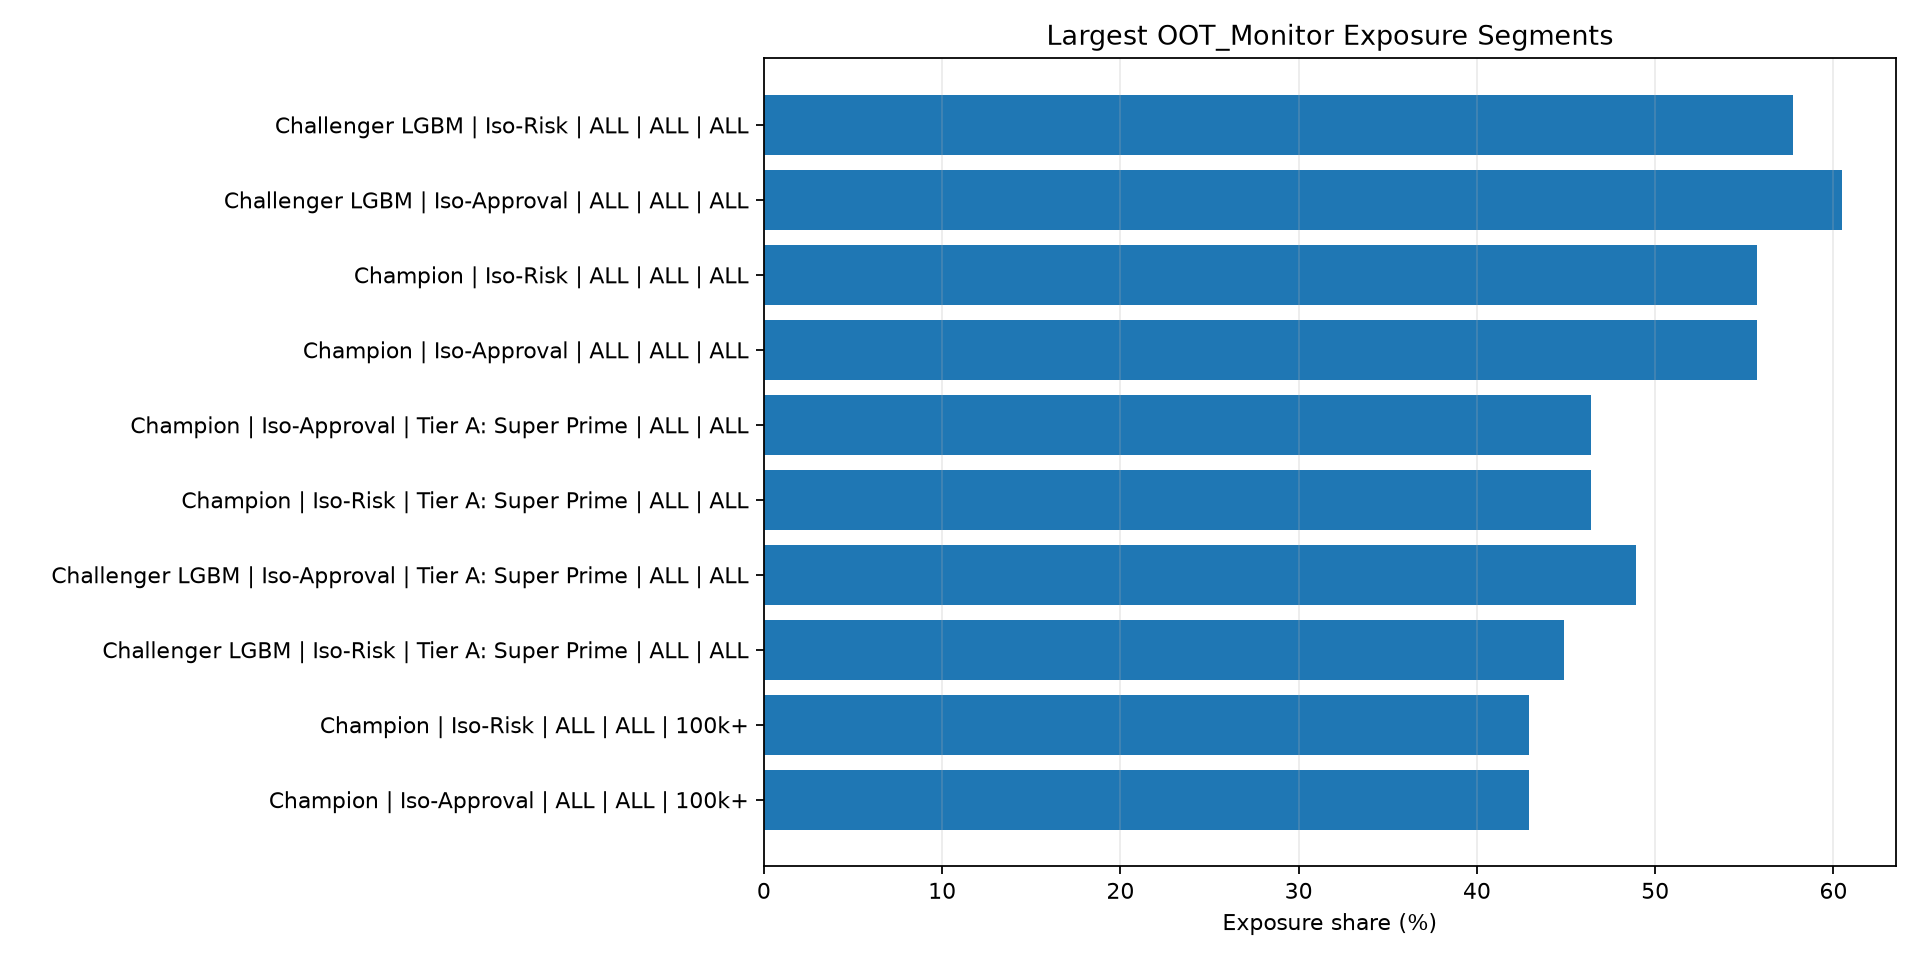 Largest OOT_Monitor Exposure Segments
Challenger LGBM | Iso-Risk | ALL | ALL | ALL
Challenger LGBM | Iso-Approval | ALL | ALL | ALL
Champion | Iso-Risk | ALL | ALL | ALL
Champion | Iso-Approval | ALL | ALL | ALL
Champion | Iso-Approval | Tier A: Super Prime | ALL | ALL
Champion | Iso-Risk | Tier A: Super Prime | ALL | ALL
Challenger LGBM | Iso-Approval | Tier A: Super Prime | ALL | ALL
Challenger LGBM | Iso-Risk | Tier A: Super Prime | ALL | ALL
Champion | Iso-Risk | ALL | ALL | 100k+
Champion | Iso-Approval | ALL | ALL | 100k+
0 10 20 30 40 50 60
Exposure share (%)